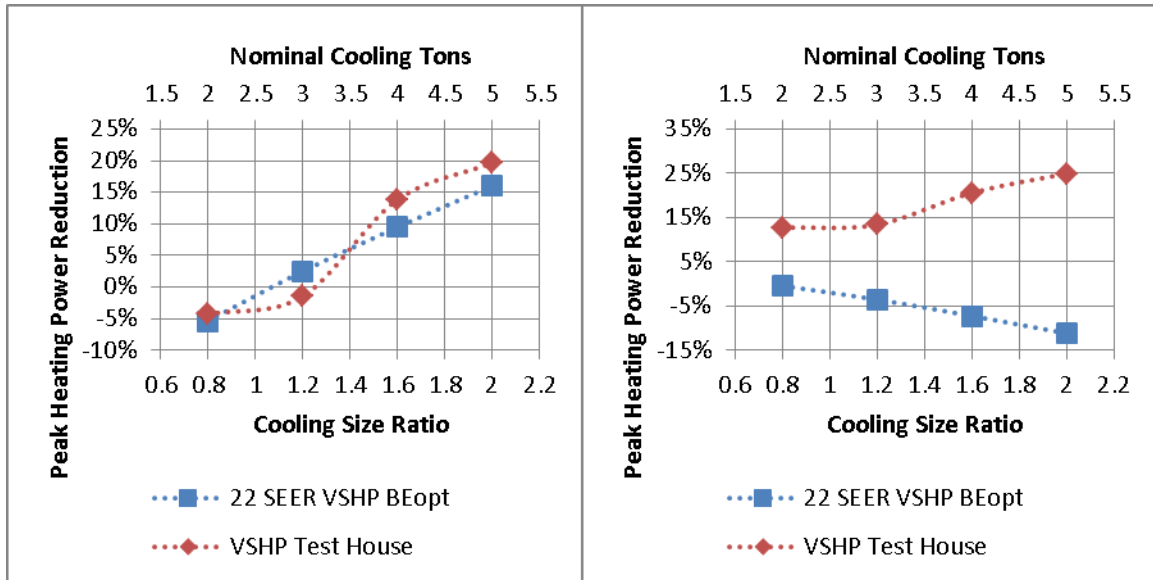 Nominal Cooling Tons
1.5 2 2.5 3 3.5 4 4.5 5 5.5
Peak Heating Power Reduction
25%
20%
15%
10%
5%
0%
-5%
-10%
0.6 0.8 1 1.2 1.4 1.6 1.8 2 2.2
Cooling Size Ratio
22 SEER VSHP BEopt
VSHP Test House
Nominal Cooling Tons
1.5 2 2.5 3 3.5 4 4.5 5 5.5
Peak Heating Power Reduction
35%
25%
15%
5%
-5%
-15%
0.6 0.8 1 1.2 1.4 1.6 1.8 2 2.2
Cooling Size Ratio
22 SEER VSHP BEopt
VSHP Test House